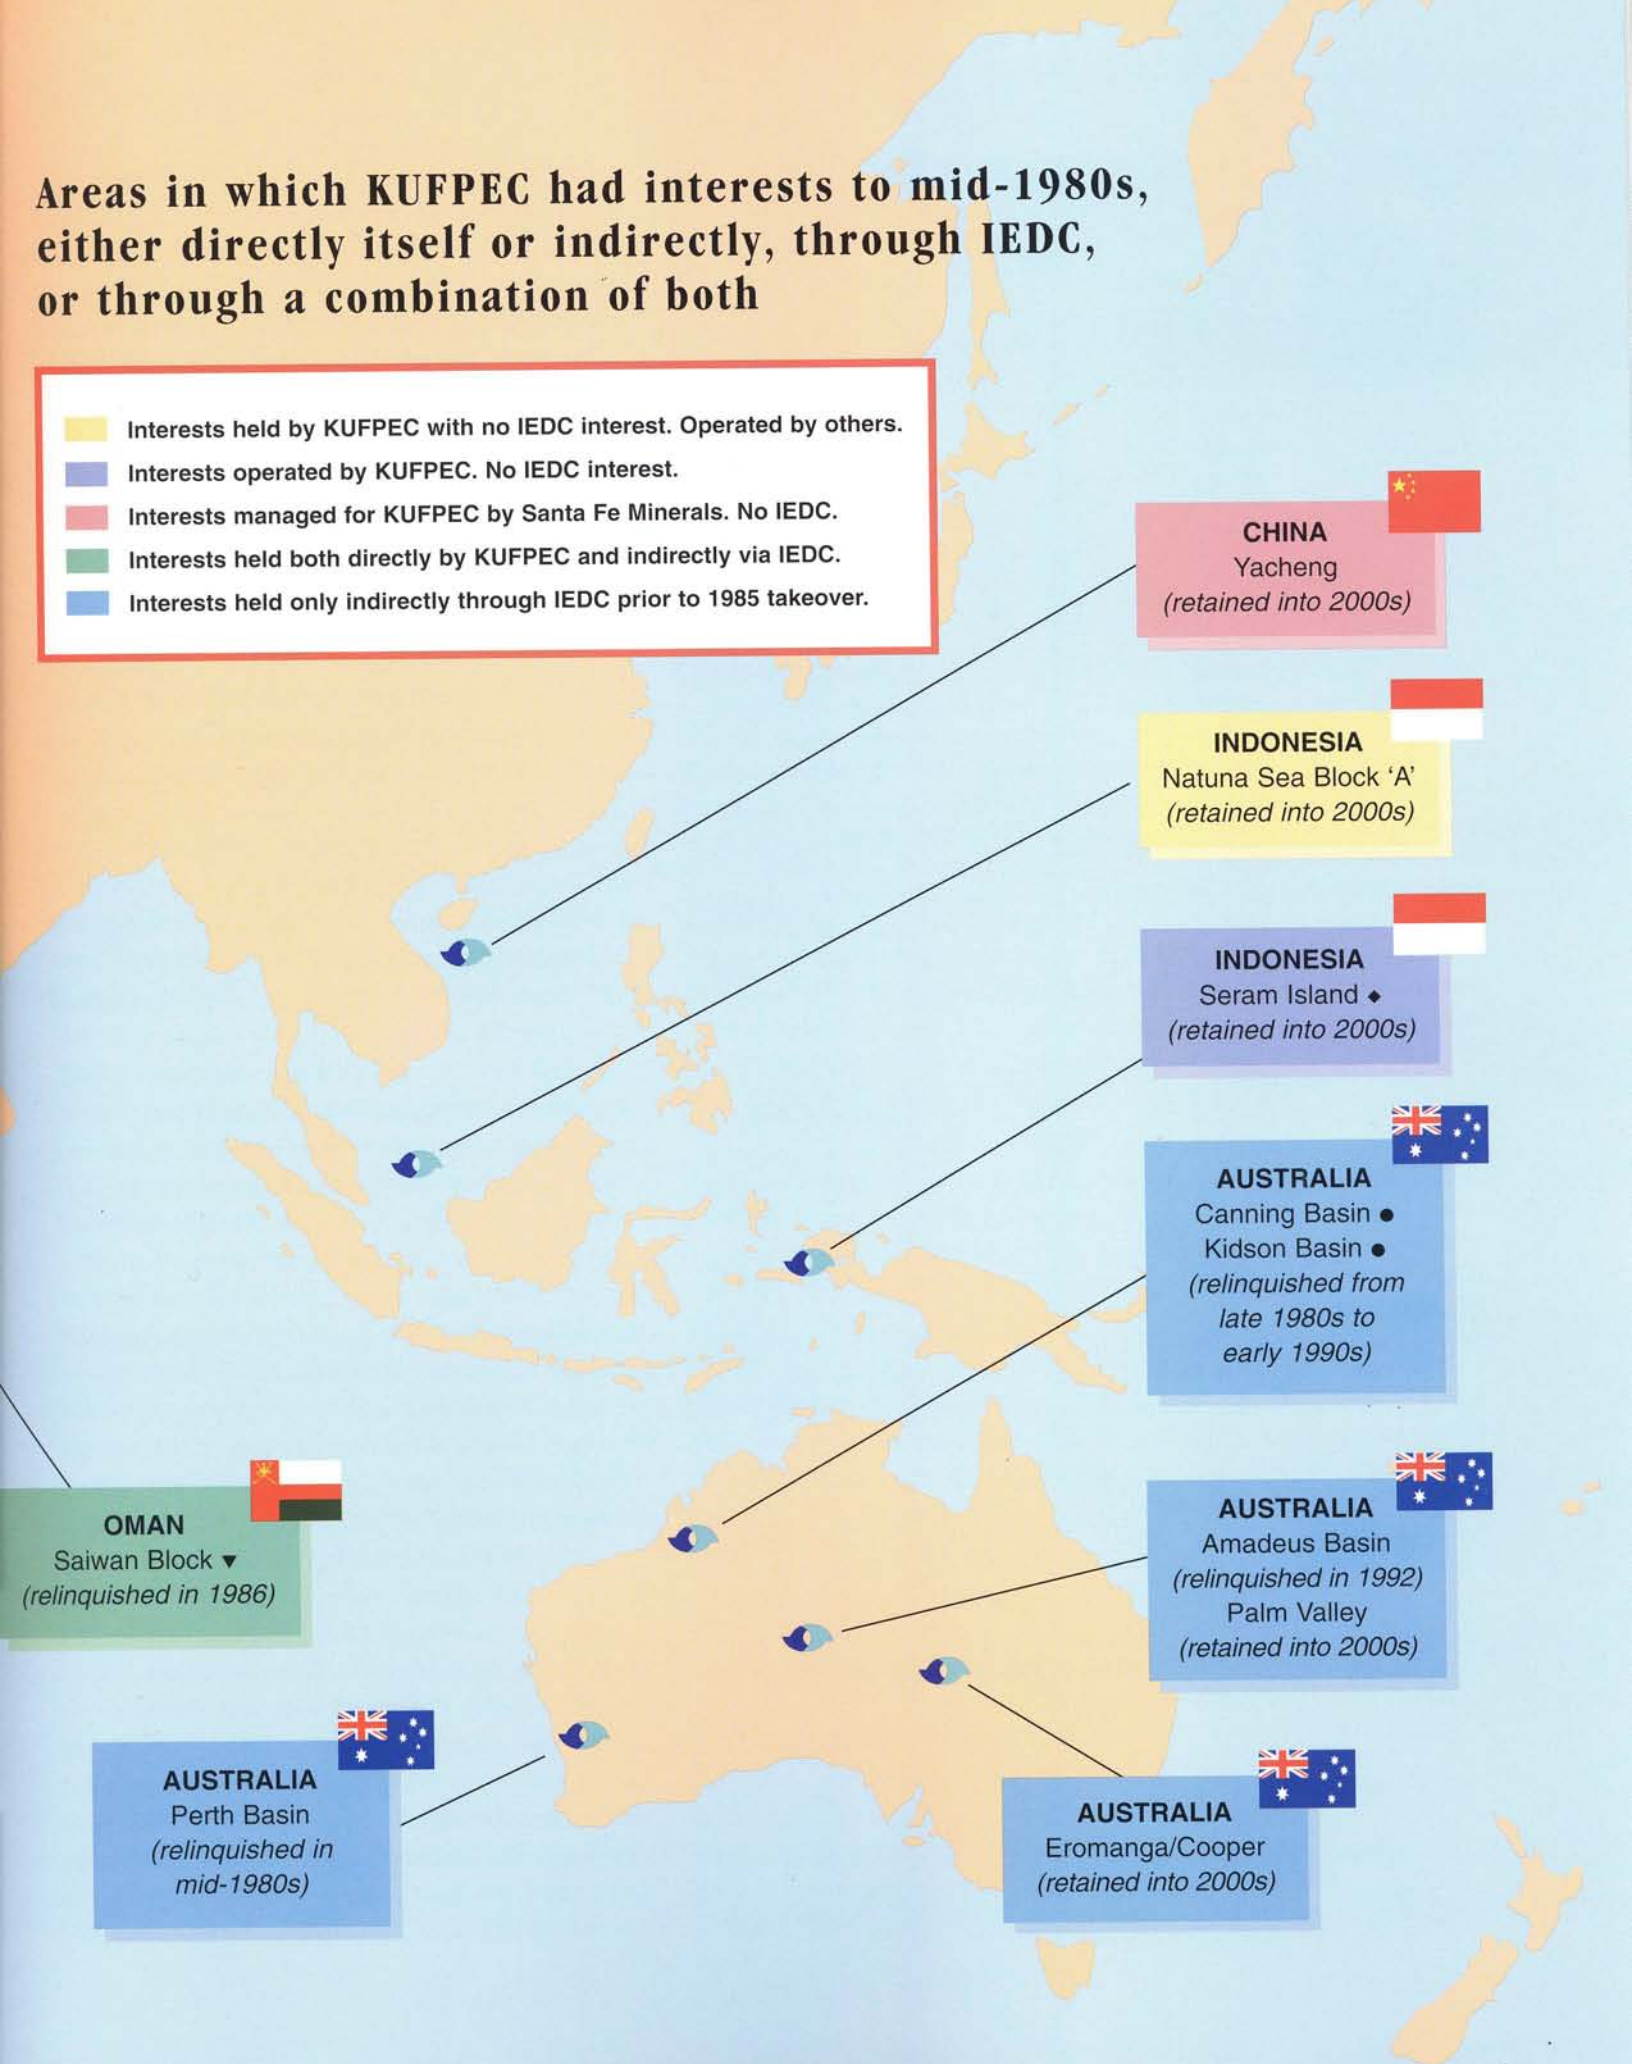 Areas in which KUFPEC had interests to mid-1980s,
either directly itself or indirectly, through IEDC,
or through a combination of both
Interests held by KUFPEC with no IEDC interest. Operated by others.
Interests operated by KUFPEC. No IEDC interest.
Interests managed for KUFPEC by Santa Fe Minerals. No IEDC.
Interests held both directly by KUFPEC and indirectly via IEDC.
Interests held only indirectly through IEDC prior to 1985 takeover.
CHINA
Yacheng
(retained into 2000s)
INDONESIA
Natuna Sea Block ‘A’
(retained into 2000s)
INDONESIA
Seram Island ◆
(retained into 2000s)
AUSTRALIA
Canning Basin ●
Kidson Basin ●
(relinquished from
late 1980s to
early 1990s)
OMAN
Saiwan Block ▼
(relinquished in 1986)
AUSTRALIA
Amadeus Basin
(relinquished in 1992)
Palm Valley
(retained into 2000s)
AUSTRALIA
Perth Basin
(relinquished in
mid-1980s)
AUSTRALIA
Eromanga/Cooper
(retained into 2000s)